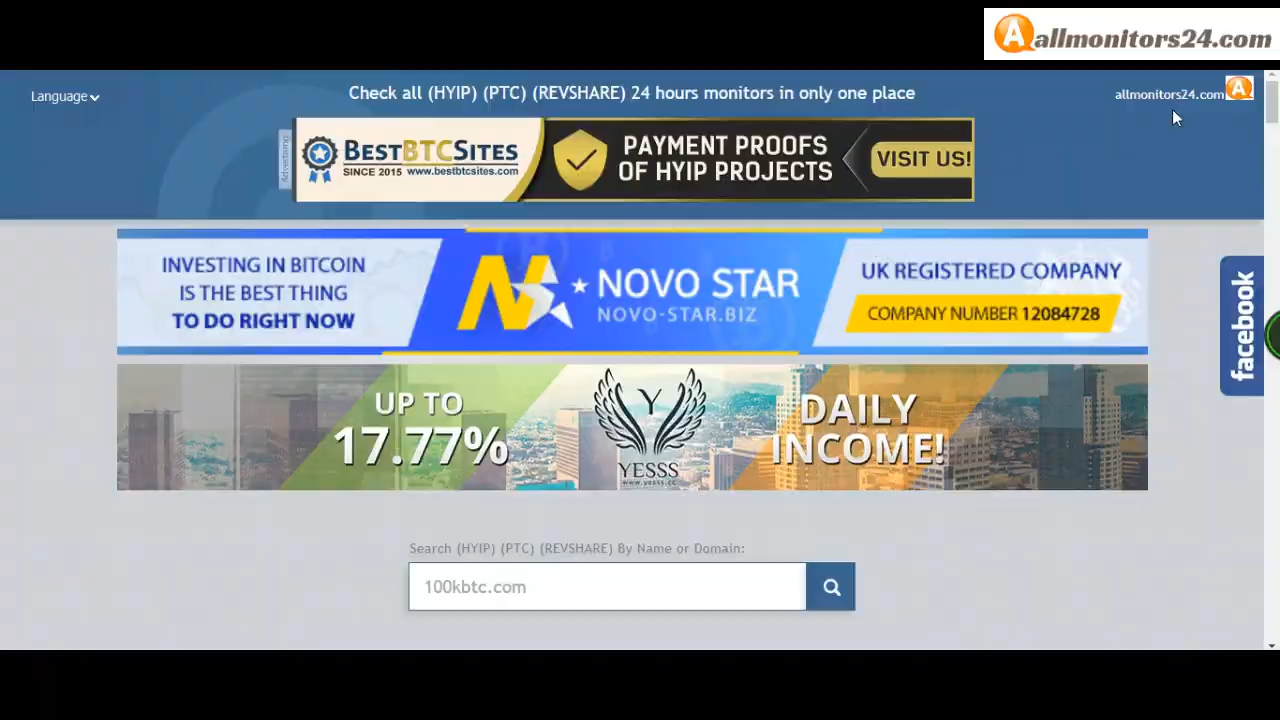 allmonitors24.com
Language
Check all (HYIP) (PTC) (REVSHARE) 24 hours monitors in only one place
allmonitors24.com
Advertising
BESTBTCSITES
SINCE 2015 www.bestbtcsites.com
PAYMENT PROOFS
OF HYIP PROJECTS
VISIT US!
INVESTING IN BITCOIN
IS THE BEST THING
TO DO RIGHT NOW
NOVO STAR
NOVO-STAR.BIZ
UK REGISTERED COMPANY
COMPANY NUMBER 12084728
facebook
UP TO
17.77%
Y
YESSS
www.yesss.cc
DAILY
INCOME!
Search (HYIP) (PTC) (REVSHARE) By Name or Domain:
100kbtc.com